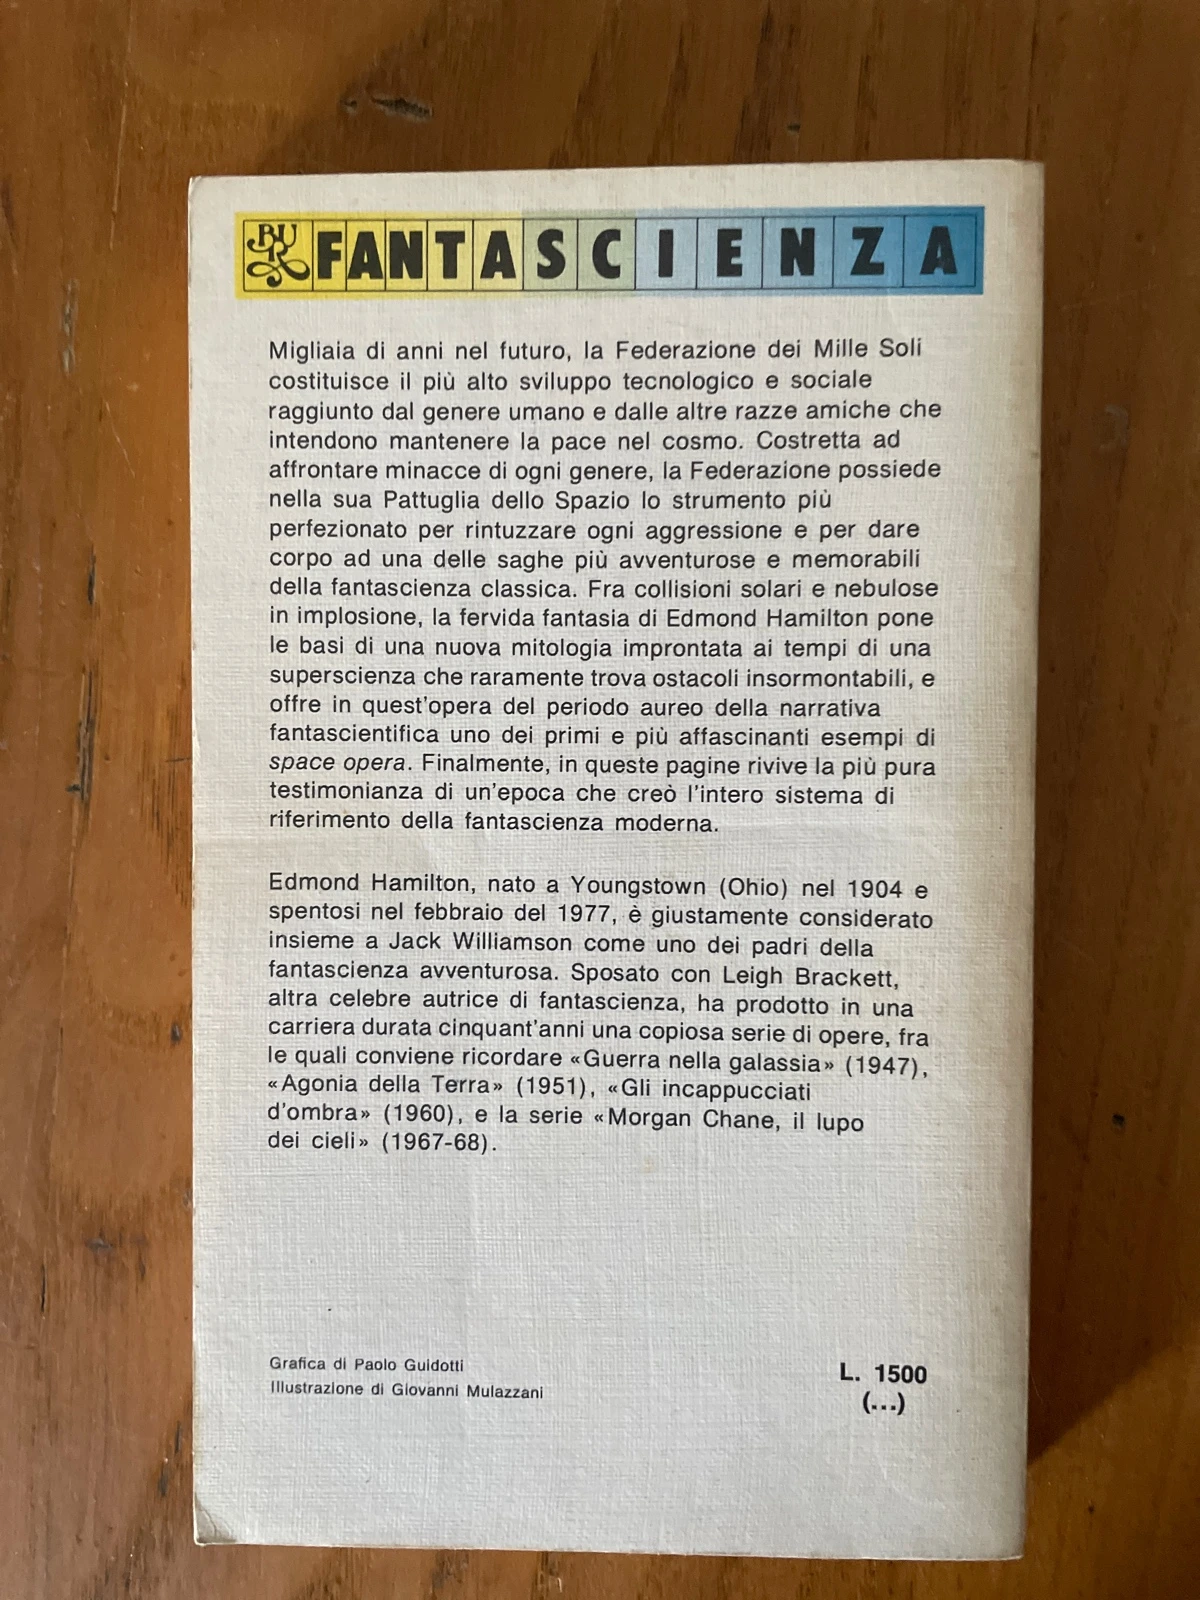 BUR FANTASCIENZA
Migliaia di anni nel futuro, la Federazione dei Mille Soli
costituisce il più alto sviluppo tecnologico e sociale
raggiunto dal genere umano e dalle altre razze amiche che
intendono mantenere la pace nel cosmo. Costretta ad
affrontare minacce di ogni genere, la Federazione possiede
nella sua Pattuglia dello Spazio lo strumento più
perfezionato per rintuzzare ogni aggressione e per dare
corpo ad una delle saghe più avventurose e memorabili
della fantascienza classica. Fra collisioni solari e nebulose
in implosione, la fervida fantasia di Edmond Hamilton pone
le basi di una nuova mitologia improntata ai tempi di una
superscienza che raramente trova ostacoli insormontabili, e
offre in quest'opera del periodo aureo della narrativa
fantascientifica uno dei primi e più affascinanti esempi di
space opera. Finalmente, in queste pagine rivive la più pura
testimonianza di un'epoca che creò l'intero sistema di
riferimento della fantascienza moderna.
Edmond Hamilton, nato a Youngstown (Ohio) nel 1904 e
spentosi nel febbraio del 1977, è giustamente considerato
insieme a Jack Williamson come uno dei padri della
fantascienza avventurosa. Sposato con Leigh Brackett,
altra celebre autrice di fantascienza, ha prodotto in una
carriera durata cinquant'anni una copiosa serie di opere, fra
le quali conviene ricordare «Guerra nella galassia» (1947),
«Agonia della Terra» (1951), «Gli incappucciati
d'ombra» (1960), e la serie «Morgan Chane, il lupo
dei cieli» (1967-68).
Grafica di Paolo Guidotti
Illustrazione di Giovanni Mulazzani
L. 1500
(...)